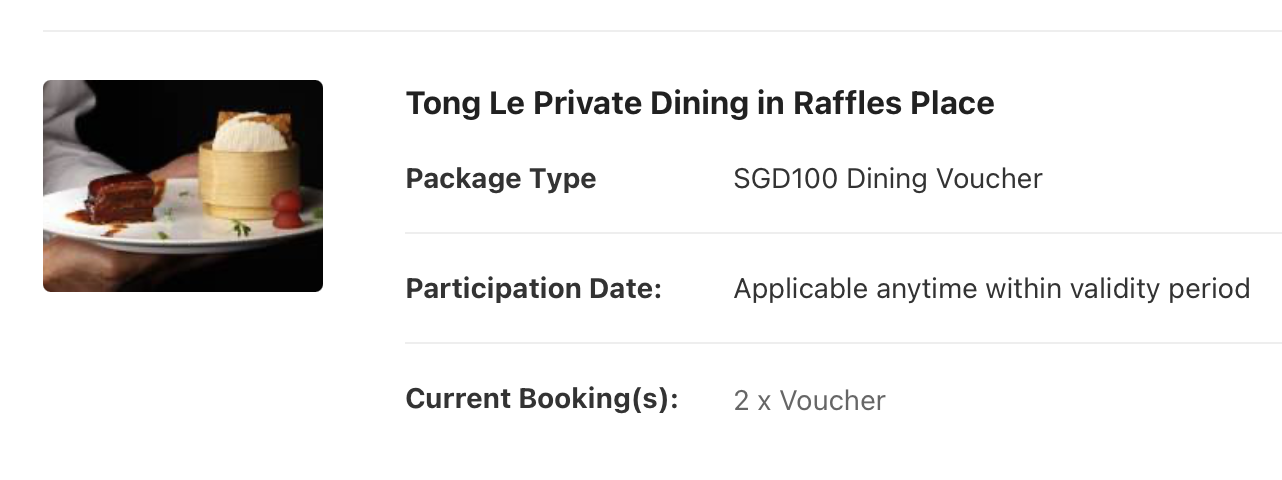 Tong Le Private Dining in Raffles Place
Package Type SGD100 Dining Voucher
Participation Date: Applicable anytime within validity period
Current Booking(s): 2 x Voucher